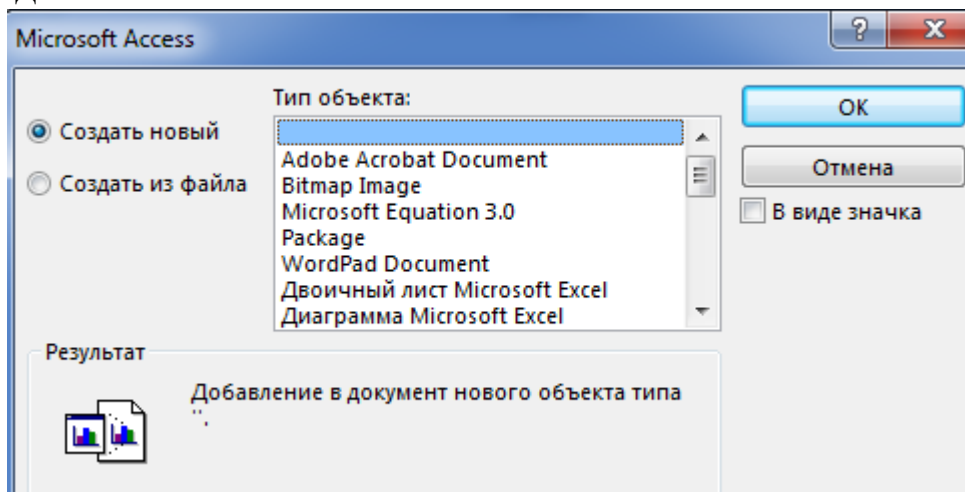 Microsoft Access
Тип объекта:
Создать новый
Создать из файла
Adobe Acrobat Document
Bitmap Image
Microsoft Equation 3.0
Package
WordPad Document
Двоичный лист Microsoft Excel
Диаграмма Microsoft Excel
ОК
Отмена
В виде значка
Результат
Добавление в документ нового объекта типа
''.